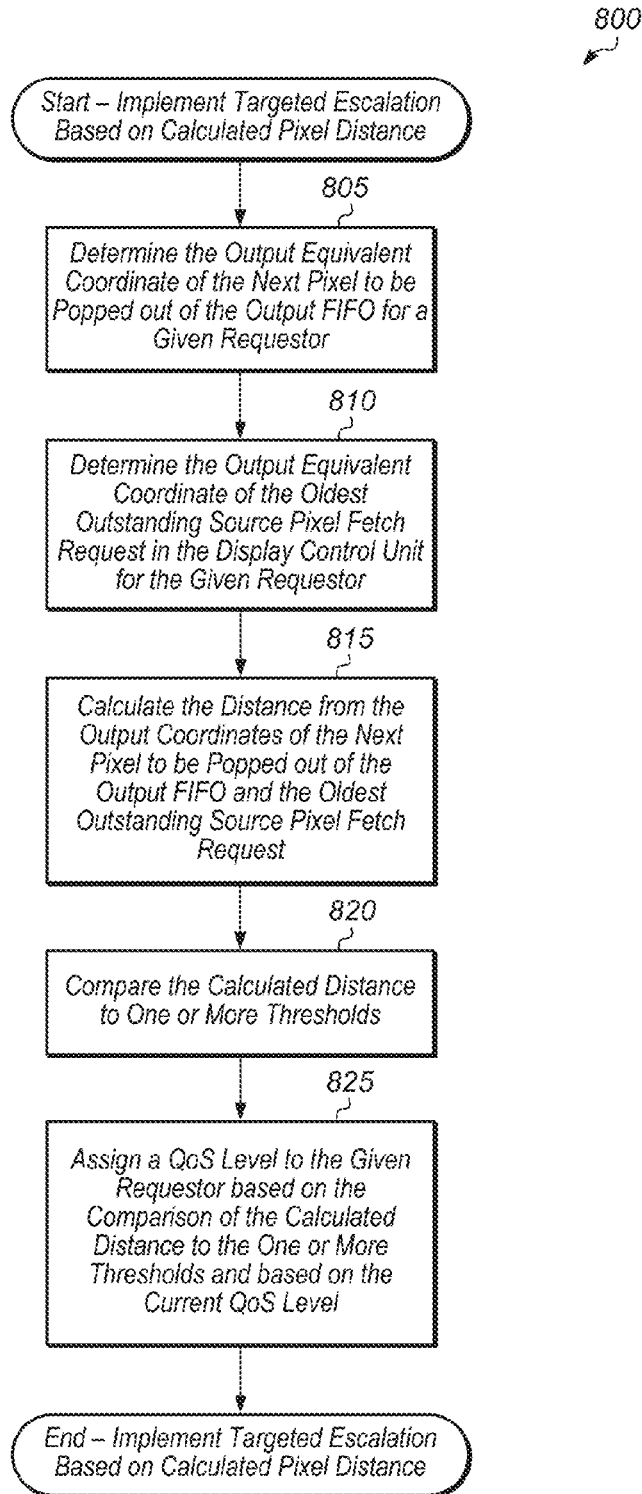 800
Start – Implement Targeted Escalation
Based on Calculated Pixel Distance
805
Determine the Output Equivalent
Coordinate of the Next Pixel to be
Popped out of the Output FIFO for a
Given Requestor
810
Determine the Output Equivalent
Coordinate of the Oldest
Outstanding Source Pixel Fetch
Request in the Display Control Unit
for the Given Requestor
815
Calculate the Distance from the
Output Coordinates of the Next
Pixel to be Popped out of the
Output FIFO and the Oldest
Outstanding Source Pixel Fetch
Request
820
Compare the Calculated Distance
to One or More Thresholds
825
Assign a QoS Level to the Given
Requestor based on the
Comparison of the Calculated
Distance to the One or More
Thresholds and based on the
Current QoS Level
End – Implement Targeted Escalation
Based on Calculated Pixel Distance